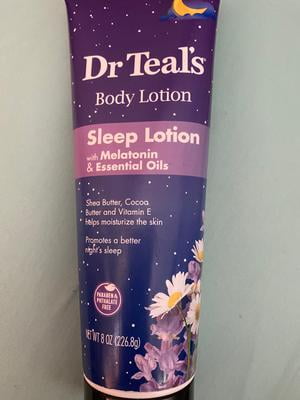 Dr Teal's
Body Lotion
Sleep Lotion
with Melatonin
& Essential Oils
Shea Butter, Cocoa
Butter and Vitamin E
helps moisturize the skin
Promotes a better
night's sleep
PARABEN &
PHTHALATE
FREE
NET WT 8 OZ (226.8g)